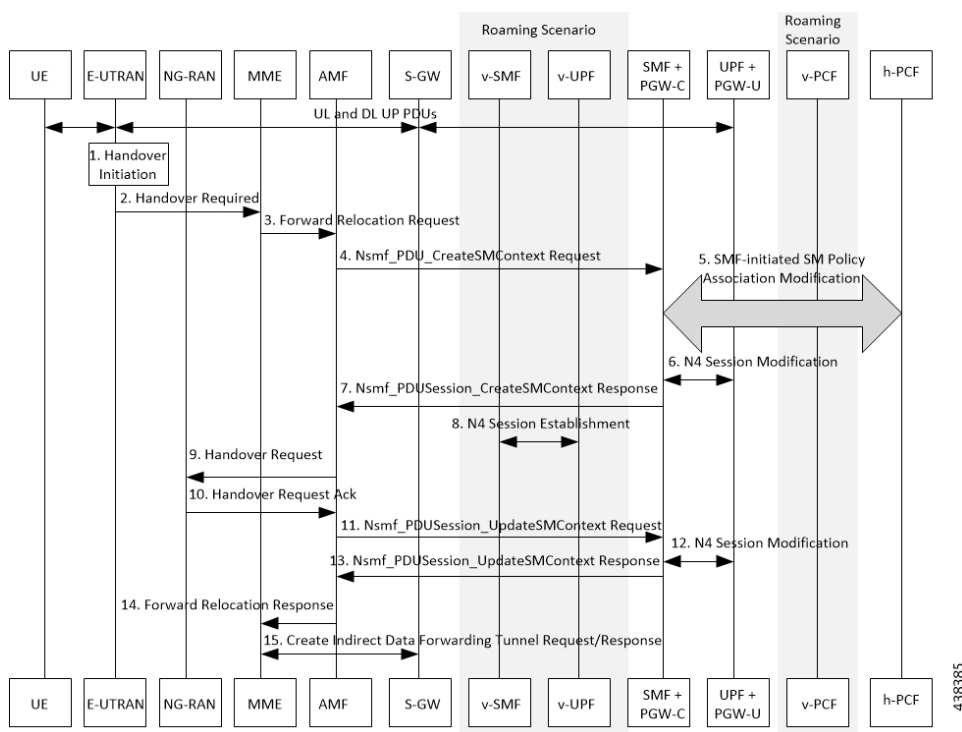 Roaming Scenario
Roaming
Scenario
UE
E-UTRAN
NG-RAN
MME
AMF
S-GW
v-SMF
v-UPF
SMF +
PGW-C
UPF +
PGW-U
v-PCF
h-PCF
UL and DL UP PDUs
1. Handover
Initiation
2. Handover Required
3. Forward Relocation Request
4. Nsmf_PDU_CreateSMContext Request
5. SMF-initiated SM Policy
Association Modification
6. N4 Session Modification
7. Nsmf_PDUSession_CreateSMContext Response
8. N4 Session Establishment
9. Handover Request
10. Handover Request Ack
11. Nsmf_PDUSession_UpdateSMContext Request
12. N4 Session Modification
13. Nsmf_PDUSession_UpdateSMContext Response
14. Forward Relocation Response
15. Create Indirect Data Forwarding Tunnel Request/Response
UE
E-UTRAN
NG-RAN
MME
AMF
S-GW
v-SMF
v-UPF
SMF +
PGW-C
UPF +
PGW-U
v-PCF
h-PCF
438385